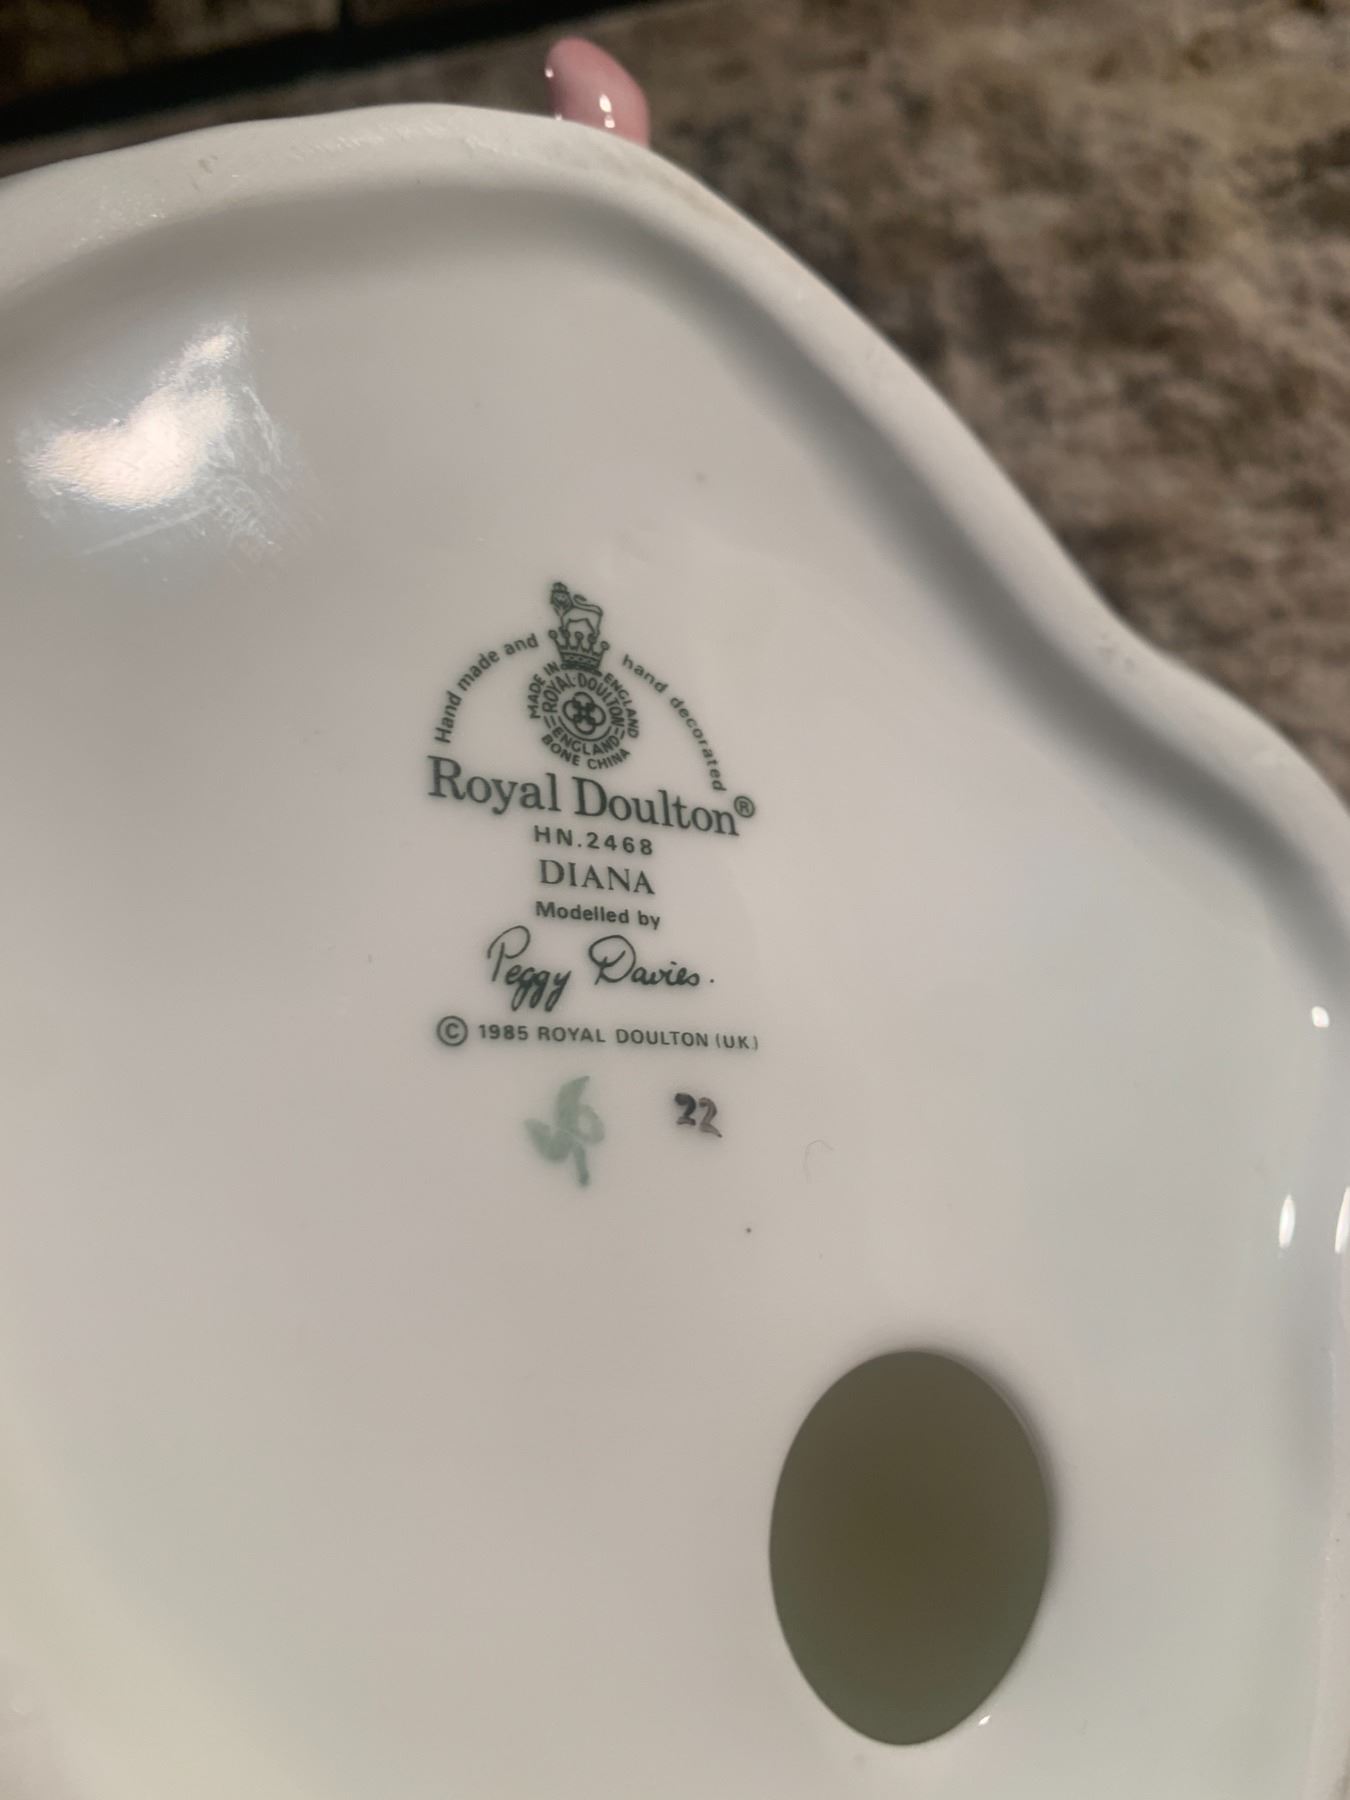 Hand made and hand decorated
MADE IN ENGLAND
ROYAL DOULTON
ENGLAND
BONE CHINA
Royal Doulton®
HN.2468
DIANA
Modelled by
Peggy Davies.
© 1985 ROYAL DOULTON (UK)
22